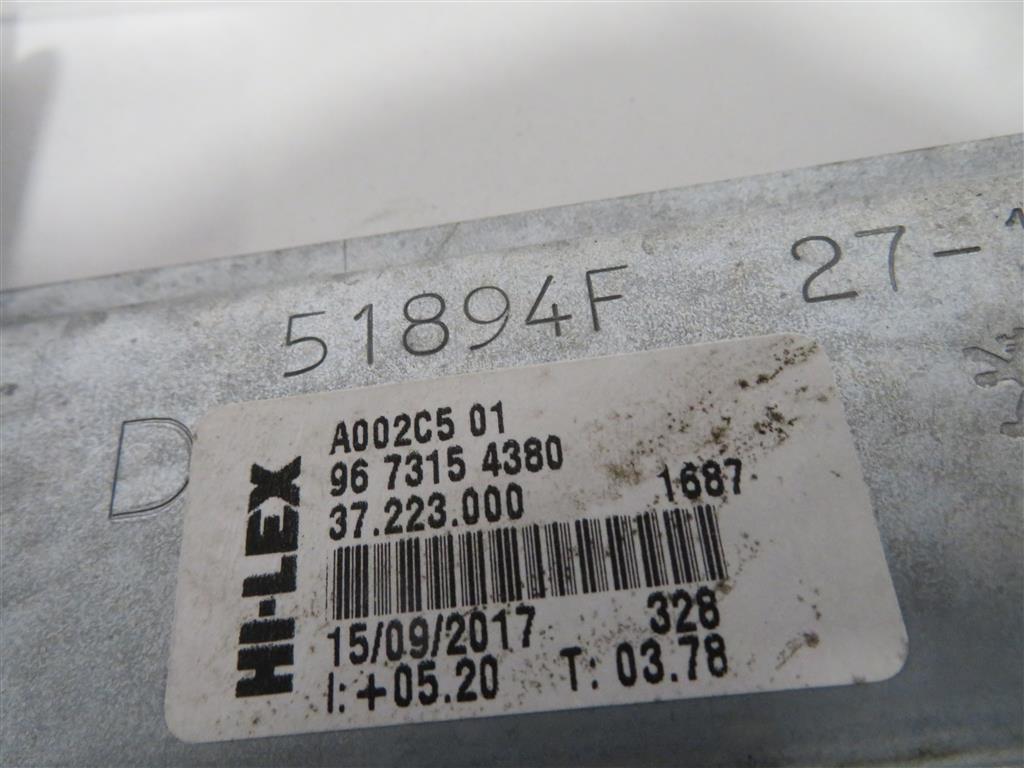 51894F 27-
D
HI-LEX
A002C5 01
96 7315 4380
37.223.000 1687
15/09/2017 328
I: +05.20 T: 03.78